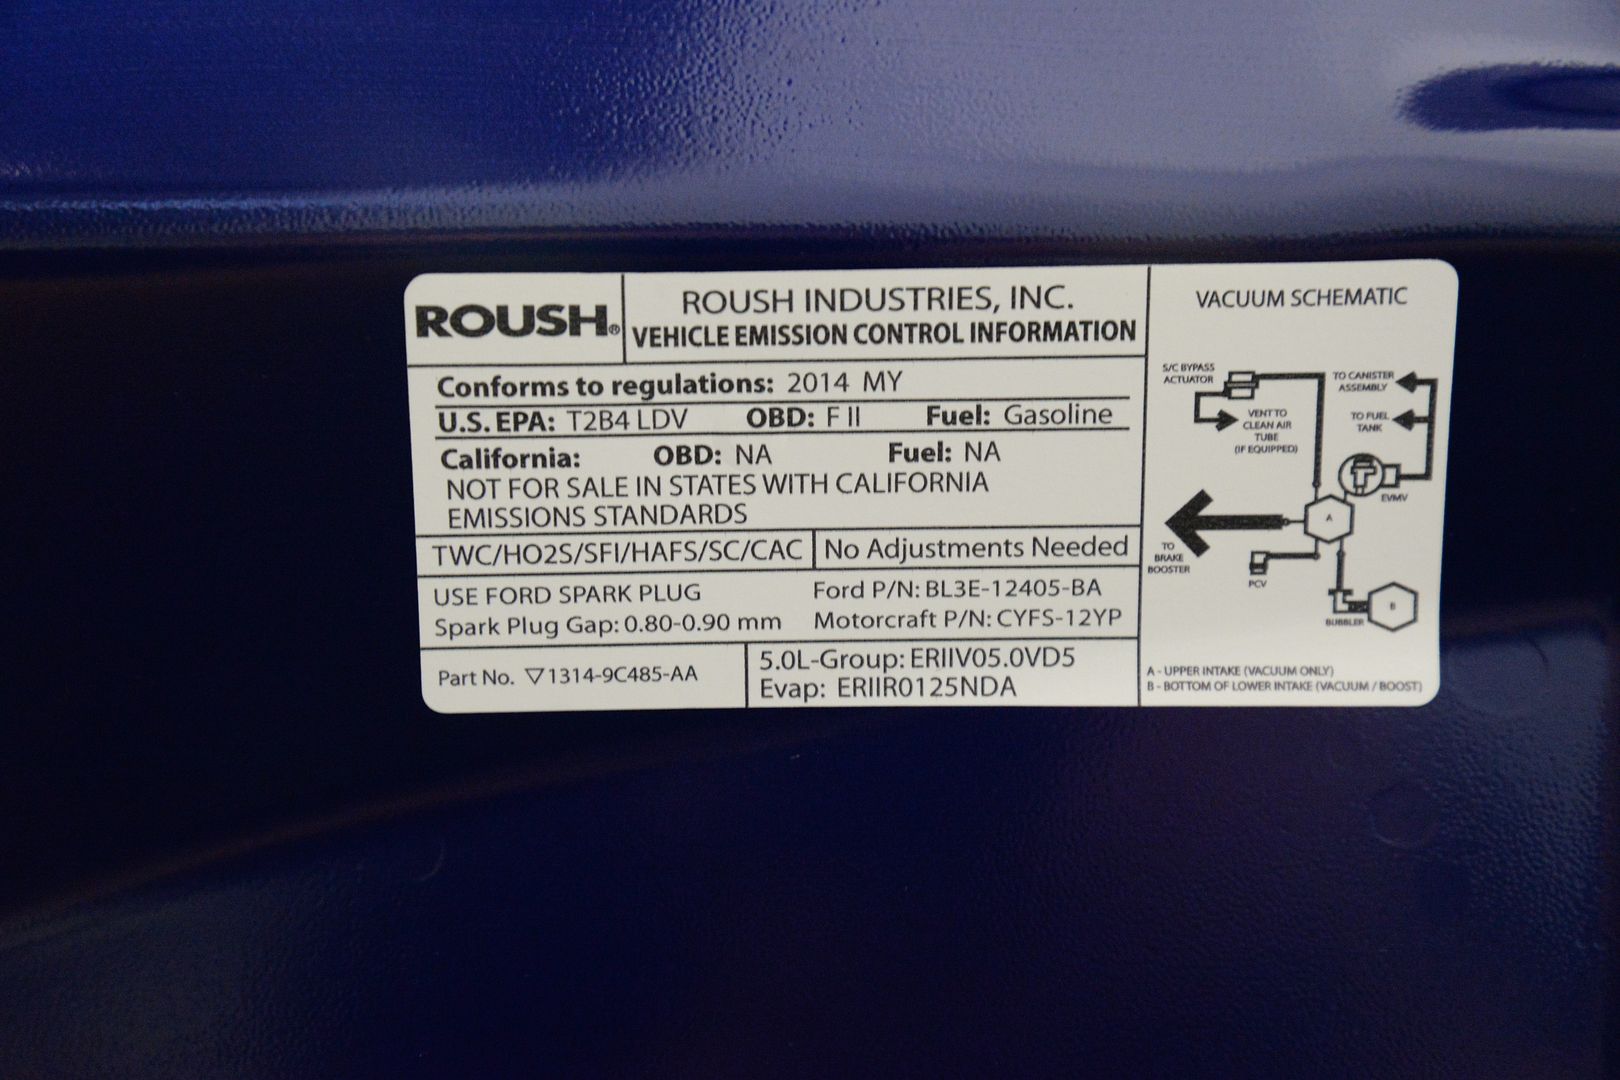 ROUSH®
ROUSH INDUSTRIES, INC.
VEHICLE EMISSION CONTROL INFORMATION
Conforms to regulations: 2014 MY
U.S. EPA: T2B4 LDV OBD: F II Fuel: Gasoline
California: OBD: NA Fuel: NA
NOT FOR SALE IN STATES WITH CALIFORNIA
EMISSIONS STANDARDS
TWC/HO2S/SFI/HAFS/SC/CAC No Adjustments Needed
USE FORD SPARK PLUG Ford P/N: BL3E-12405-BA
Spark Plug Gap: 0.80-0.90 mm Motorcraft P/N: CYFS-12YP
Part No. ▽1314-9C485-AA
5.0L-Group: ERIIV05.0VD5
Evap: ERIIR0125NDA
VACUUM SCHEMATIC
S/C BYPASS
ACTUATOR
VENT TO
CLEAN AIR
TUBE
(IF EQUIPPED)
TO CANISTER
ASSEMBLY
TO FUEL
TANK
EVMV
A
TO
BRAKE
BOOSTER
PCV
B
BUBBLER
A - UPPER INTAKE (VACUUM ONLY)
B - BOTTOM OF LOWER INTAKE (VACUUM / BOOST)